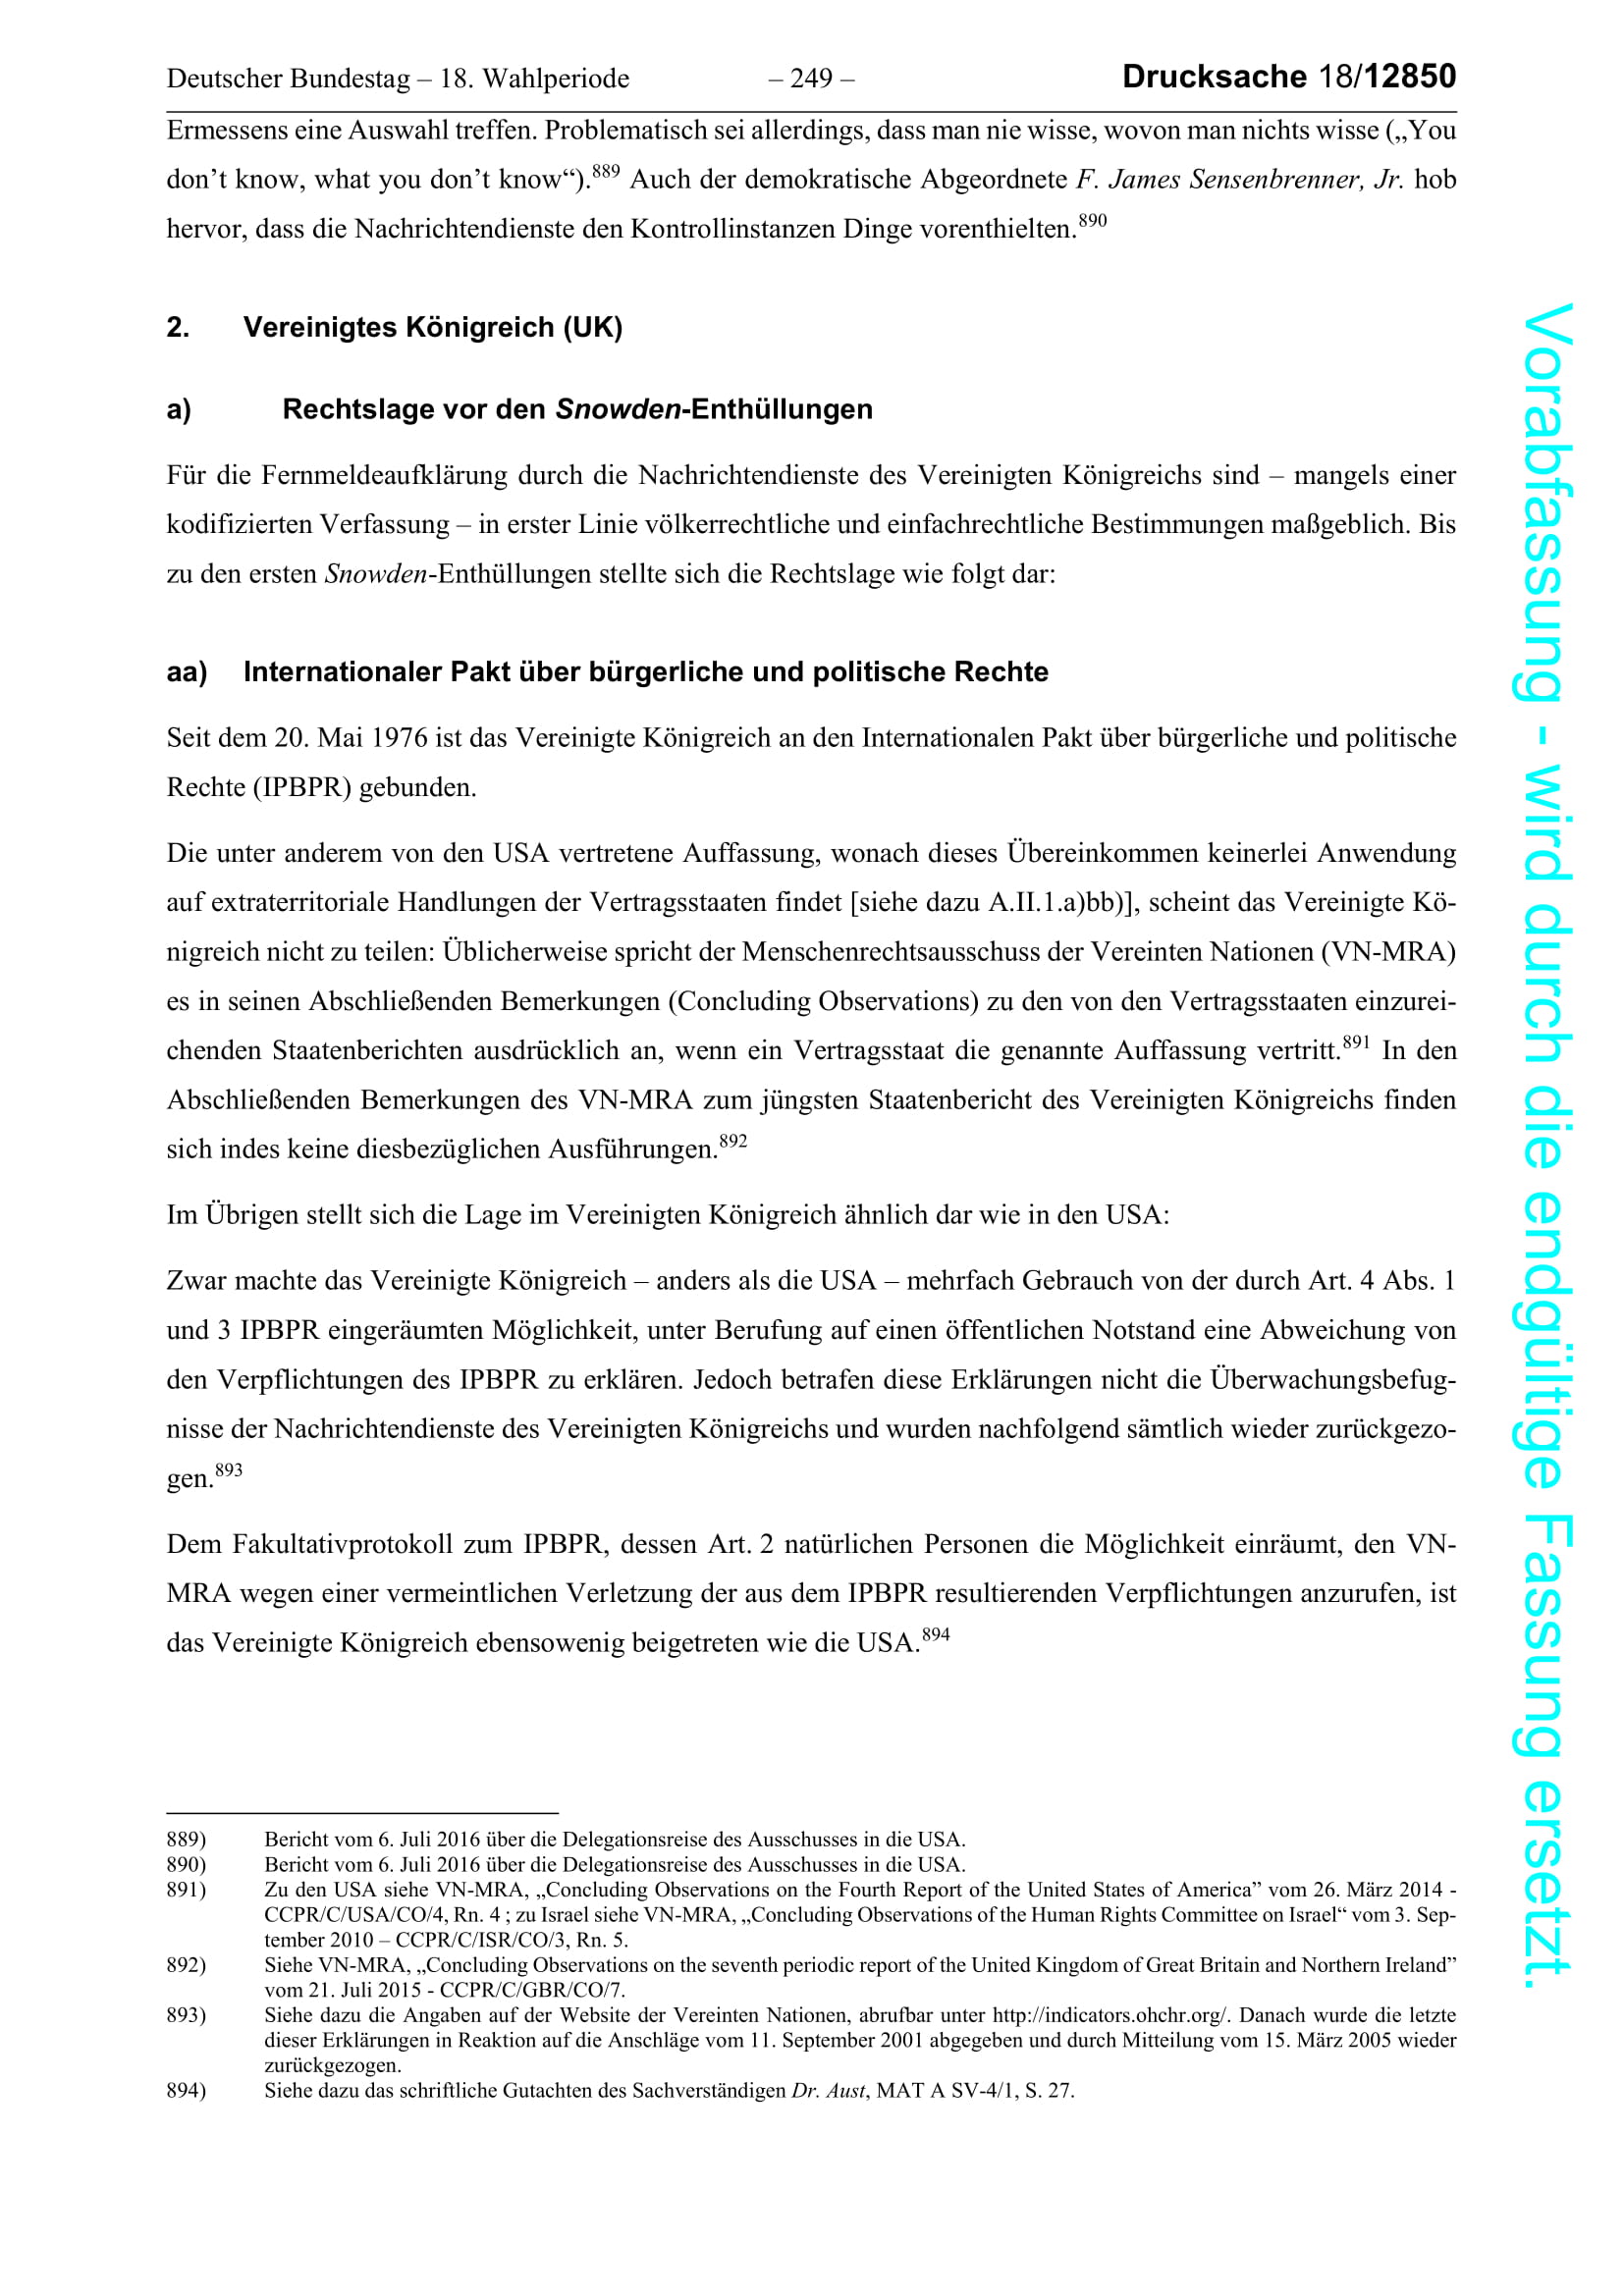 Deutscher Bundestag – 18. Wahlperiode – 249 – Drucksache 18/12850
Ermessens eine Auswahl treffen. Problematisch sei allerdings, dass man nie wisse, wovon man nichts wisse („You
don’t know, what you don’t know“).889 Auch der demokratische Abgeordnete F. James Sensenbrenner, Jr. hob
hervor, dass die Nachrichtendienste den Kontrollinstanzen Dinge vorenthielten.890
2. Vereinigtes Königreich (UK)
a) Rechtslage vor den Snowden-Enthüllungen
Für die Fernmeldeaufklärung durch die Nachrichtendienste des Vereinigten Königreichs sind – mangels einer
kodifizierten Verfassung – in erster Linie völkerrechtliche und einfachrechtliche Bestimmungen maßgeblich. Bis
zu den ersten Snowden-Enthüllungen stellte sich die Rechtslage wie folgt dar:
aa) Internationaler Pakt über bürgerliche und politische Rechte
Seit dem 20. Mai 1976 ist das Vereinigte Königreich an den Internationalen Pakt über bürgerliche und politische
Rechte (IPBPR) gebunden.
Die unter anderem von den USA vertretene Auffassung, wonach dieses Übereinkommen keinerlei Anwendung
auf extraterritoriale Handlungen der Vertragsstaaten findet [siehe dazu A.II.1.a)bb)], scheint das Vereinigte Kö-
nigreich nicht zu teilen: Üblicherweise spricht der Menschenrechtsausschuss der Vereinten Nationen (VN-MRA)
es in seinen Abschließenden Bemerkungen (Concluding Observations) zu den von den Vertragsstaaten einzurei-
chenden Staatenberichten ausdrücklich an, wenn ein Vertragsstaat die genannte Auffassung vertritt.891 In den
Abschließenden Bemerkungen des VN-MRA zum jüngsten Staatenbericht des Vereinigten Königreichs finden
sich indes keine diesbezüglichen Ausführungen.892
Im Übrigen stellt sich die Lage im Vereinigten Königreich ähnlich dar wie in den USA:
Zwar machte das Vereinigte Königreich – anders als die USA – mehrfach Gebrauch von der durch Art. 4 Abs. 1
und 3 IPBPR eingeräumten Möglichkeit, unter Berufung auf einen öffentlichen Notstand eine Abweichung von
den Verpflichtungen des IPBPR zu erklären. Jedoch betrafen diese Erklärungen nicht die Überwachungsbefug-
nisse der Nachrichtendienste des Vereinigten Königreichs und wurden nachfolgend sämtlich wieder zurückgezo-
gen.893
Dem Fakultativprotokoll zum IPBPR, dessen Art. 2 natürlichen Personen die Möglichkeit einräumt, den VN-
MRA wegen einer vermeintlichen Verletzung der aus dem IPBPR resultierenden Verpflichtungen anzurufen, ist
das Vereinigte Königreich ebensowenig beigetreten wie die USA.894
889) Bericht vom 6. Juli 2016 über die Delegationsreise des Ausschusses in die USA.
890) Bericht vom 6. Juli 2016 über die Delegationsreise des Ausschusses in die USA.
891) Zu den USA siehe VN-MRA, „Concluding Observations on the Fourth Report of the United States of America” vom 26. März 2014 -
CCPR/C/USA/CO/4, Rn. 4 ; zu Israel siehe VN-MRA, „Concluding Observations of the Human Rights Committee on Israel“ vom 3. Sep-
tember 2010 – CCPR/C/ISR/CO/3, Rn. 5.
892) Siehe VN-MRA, „Concluding Observations on the seventh periodic report of the United Kingdom of Great Britain and Northern Ireland”
vom 21. Juli 2015 - CCPR/C/GBR/CO/7.
893) Siehe dazu die Angaben auf der Website der Vereinten Nationen, abrufbar unter http://indicators.ohchr.org/. Danach wurde die letzte
dieser Erklärungen in Reaktion auf die Anschläge vom 11. September 2001 abgegeben und durch Mitteilung vom 15. März 2005 wieder
zurückgezogen.
894) Siehe dazu das schriftliche Gutachten des Sachverständigen Dr. Aust, MAT A SV-4/1, S. 27.
Vorabfassung - wird durch die endgültige Fassung ersetzt.